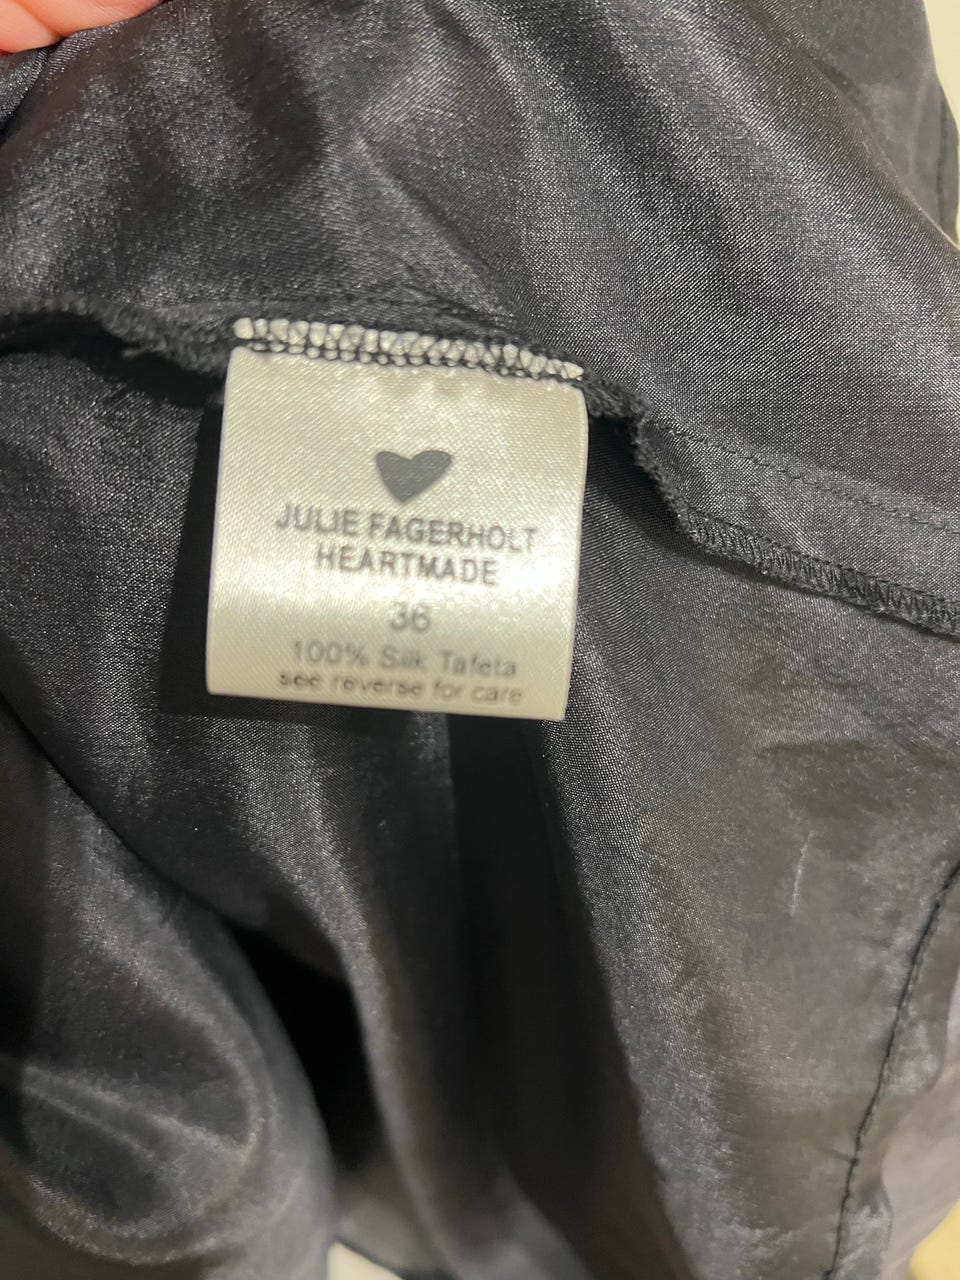 JULIE FAGERHOLT
HEARTMADE
36
100% Silk Tafeta
see reverse for care